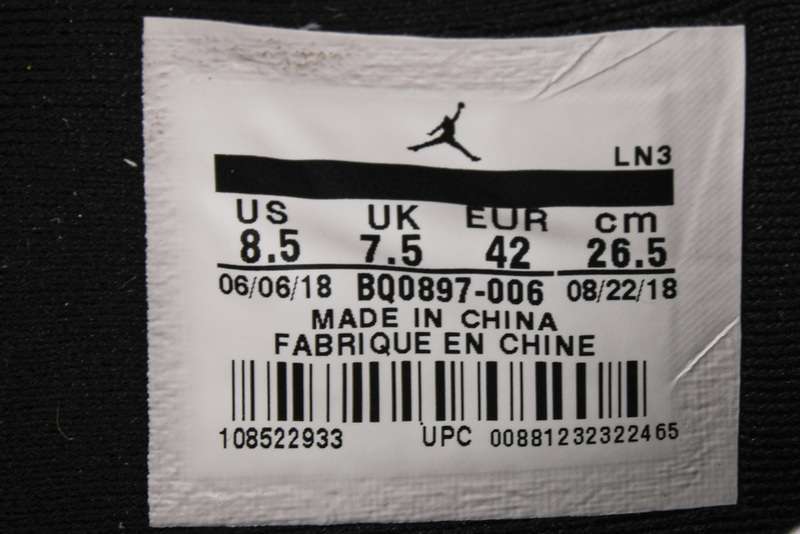 LN3
US UK EUR cm
8.5 7.5 42 26.5
06/06/18 BQ0897-006 08/22/18
MADE IN CHINA
FABRIQUE EN CHINE
108522933 UPC 00881232322465